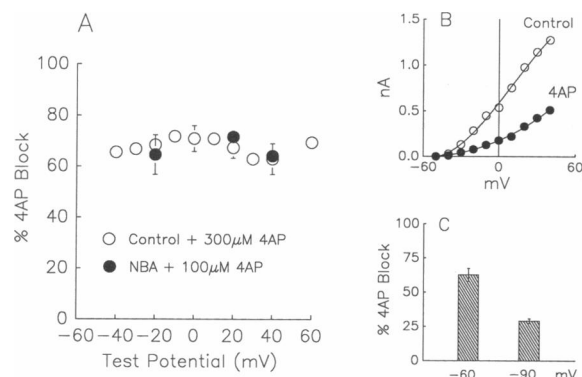 A
100
80
60
40
20
0
% 4AP Block
Control + 300μM 4AP
NBA + 100μM 4AP
−60 −40 −20 0 20 40 60
Test Potential (mV)
B
1.5
1.0
0.5
0.0
nA
Control
4AP
−60 0 60
mV
C
100
75
50
25
0
% 4AP Block
−60 −90 mV